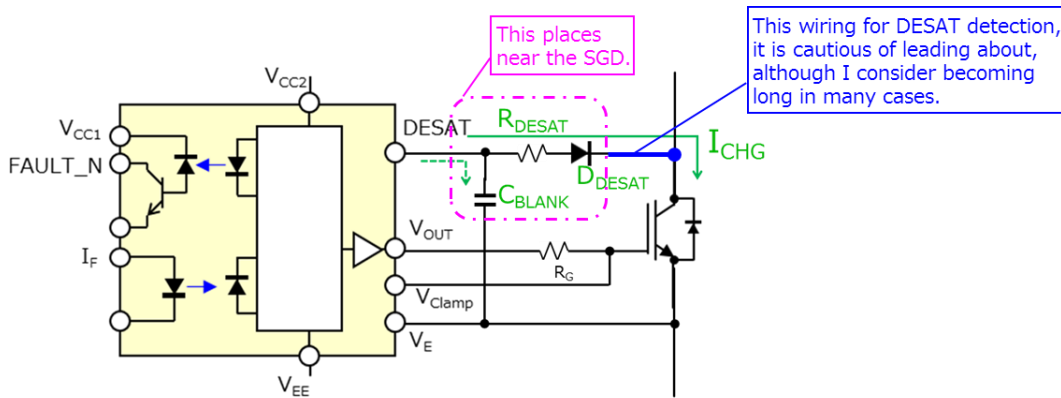 This places
near the SGD.
This wiring for DESAT detection,
it is cautious of leading about,
although I consider becoming
long in many cases.
VCC2
VCC1
FAULT_N
IF
DESAT
RDESAT
ICHG
DDESAT
CBLANK
VOUT
RG
VClamp
VE
VEE